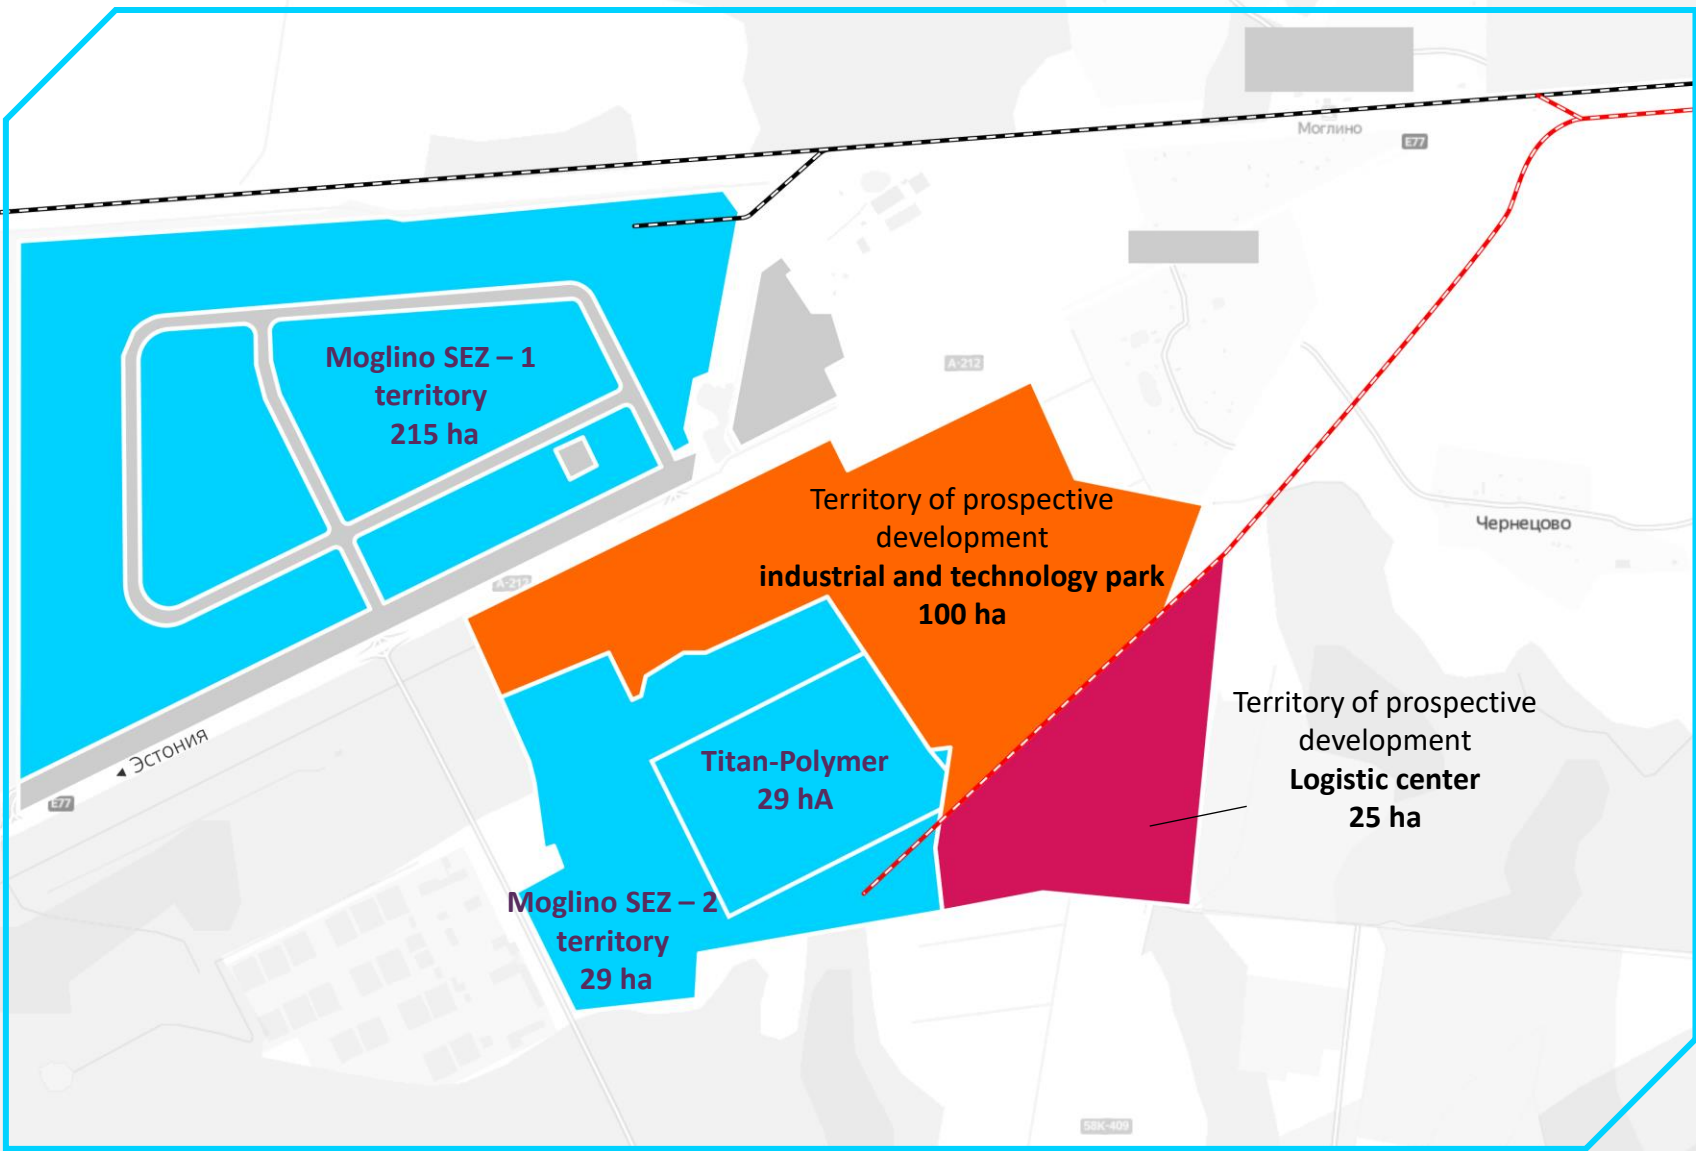 Моглино
E77
Moglino SEZ – 1
territory
215 ha
A-212
Territory of prospective
development
industrial and technology park
100 ha
Чернецово
A-212
Эстония
E77
Titan-Polymer
29 hA
Territory of prospective
development
Logistic center
25 ha
Moglino SEZ – 2
territory
29 ha
58K-409